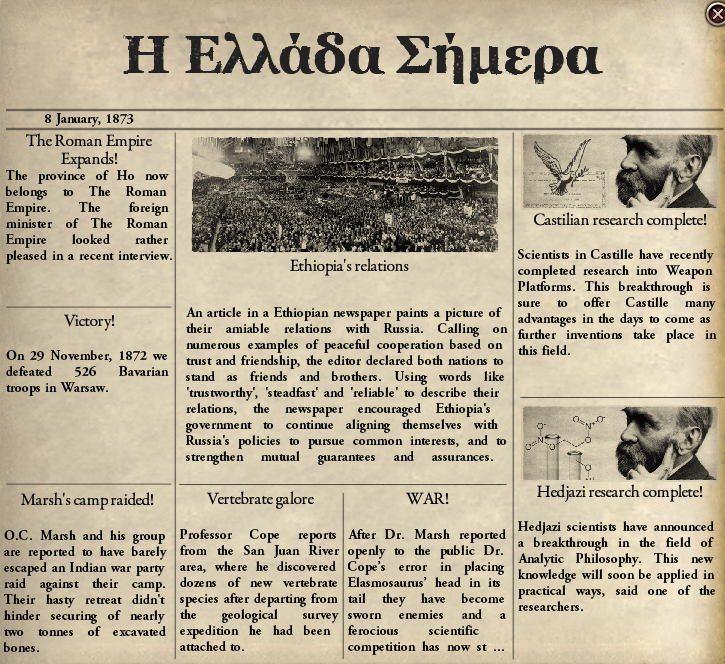 Η Ελλάδα Σήμερα
8 January, 1873
The Roman Empire
Expands!
The province of Ho now
belongs to The Roman
Empire. The foreign
minister of The Roman
Empire looked rather
pleased in a recent interview.
Victory!
On 29 November, 1872 we
defeated 526 Bavarian
troops in Warsaw.
Marsh's camp raided!
O.C. Marsh and his group
are reported to have barely
escaped an Indian war party
raid against their camp.
Their hasty retreat didn't
hinder securing of nearly
two tonnes of excavated
bones.
Ethiopia's relations
An article in a Ethiopian newspaper paints a picture of
their amiable relations with Russia. Calling on
numerous examples of peaceful cooperation based on
trust and friendship, the editor declared both nations to
stand as friends and brothers. Using words like
'trustworthy', 'steadfast' and 'reliable' to describe their
relations, the newspaper encouraged Ethiopia's
government to continue aligning themselves with
Russia's policies to pursue common interests, and to
strengthen mutual guarantees and assurances.
Vertebrate galore
Professor Cope reports
from the San Juan River
area, where he discovered
dozens of new vertebrate
species after departing from
the geological survey
expedition he had been
attached to.
WAR!
After Dr. Marsh reported
openly to the public Dr.
Cope's error in placing
Elasmosaurus' head in its
tail they have become
sworn enemies and a
ferocious scientific
competition has now st ...
Castilian research complete!
Scientists in Castille have recently
completed research into Weapon
Platforms. This breakthrough is
sure to offer Castille many
advantages in the days to come as
further inventions take place in
this field.
Hedjazi research complete!
Hedjazi scientists have announced
a breakthrough in the field of
Analytic Philosophy. This new
knowledge will soon be applied in
practical ways, said one of the
researchers.